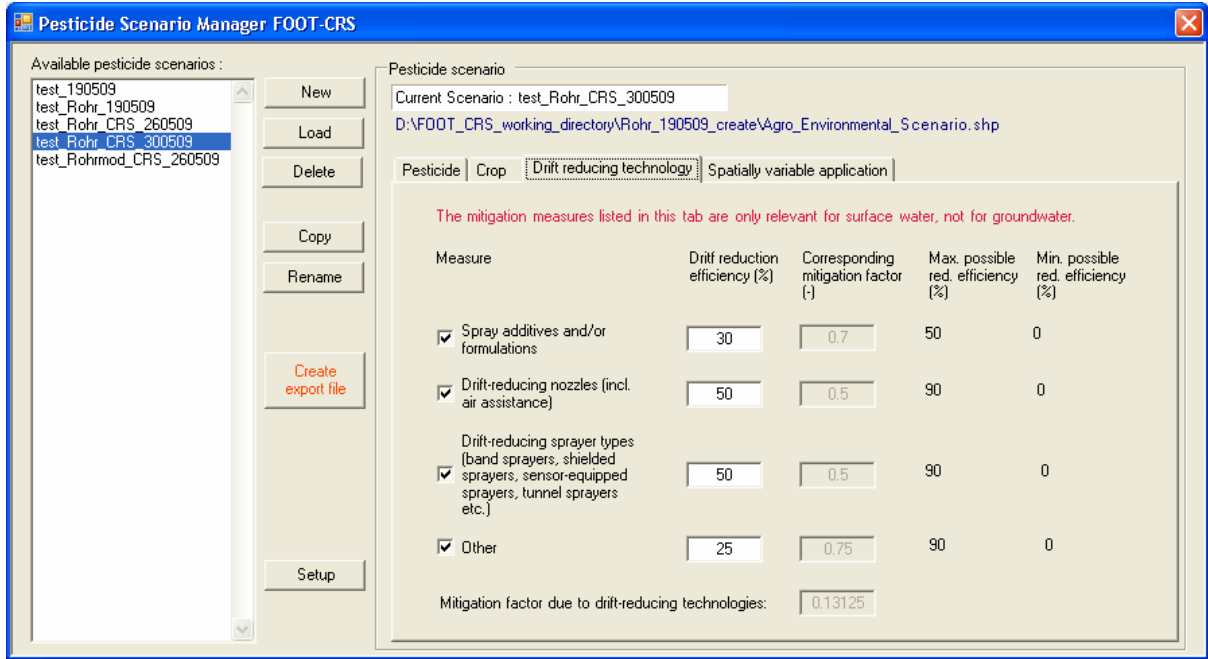 Pesticide Scenario Manager FOOT-CRS
Available pesticide scenarios :
test_190509
test_Rohr_190509
test_Rohr_CRS_260509
test_Rohr_CRS_300509
test_Rohrmod_CRS_260509
New
Load
Delete
Copy
Rename
Create
export file
Setup
Pesticide scenario
Current Scenario : test_Rohr_CRS_300509
D:\FOOT_CRS_working_directory\Rohr_190509_create\Agro_Environmental_Scenario.shp
Pesticide Crop Drift reducing technology Spatially variable application
The mitigation measures listed in this tab are only relevant for surface water, not for groundwater.
Measure
Dritf reduction
efficiency (%)
Corresponding
mitigation factor
(-)
Max. possible
red. efficiency
(%)
Min. possible
red. efficiency
(%)
Spray additives and/or
formulations
30 0.7 50 0
Drift-reducing nozzles (incl.
air assistance)
50 0.5 90 0
Drift-reducing sprayer types
(band sprayers, shielded
sprayers, sensor-equipped
sprayers, tunnel sprayers
etc.)
50 0.5 90 0
Other 25 0.75 90 0
Mitigation factor due to drift-reducing technologies: 0.13125